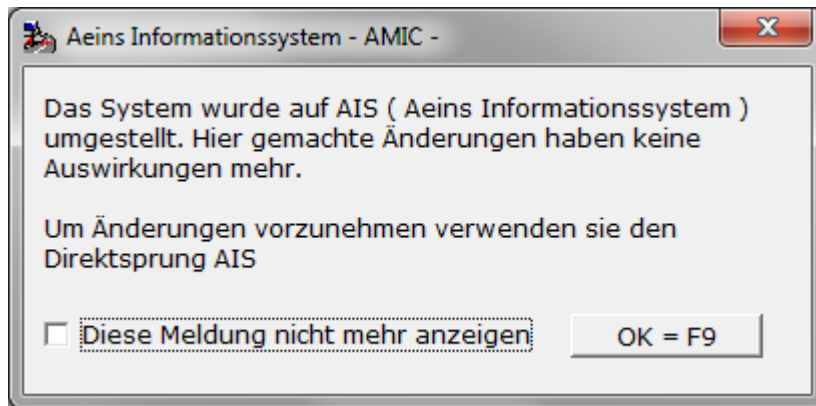 Aeins Informationssystem - AMIC -
Das System wurde auf AIS ( Aeins Informationssystem )
umgestellt. Hier gemachte Änderungen haben keine
Auswirkungen mehr.
Um Änderungen vorzunehmen verwenden sie den
Direktsprung AIS
Diese Meldung nicht mehr anzeigen
OK = F9